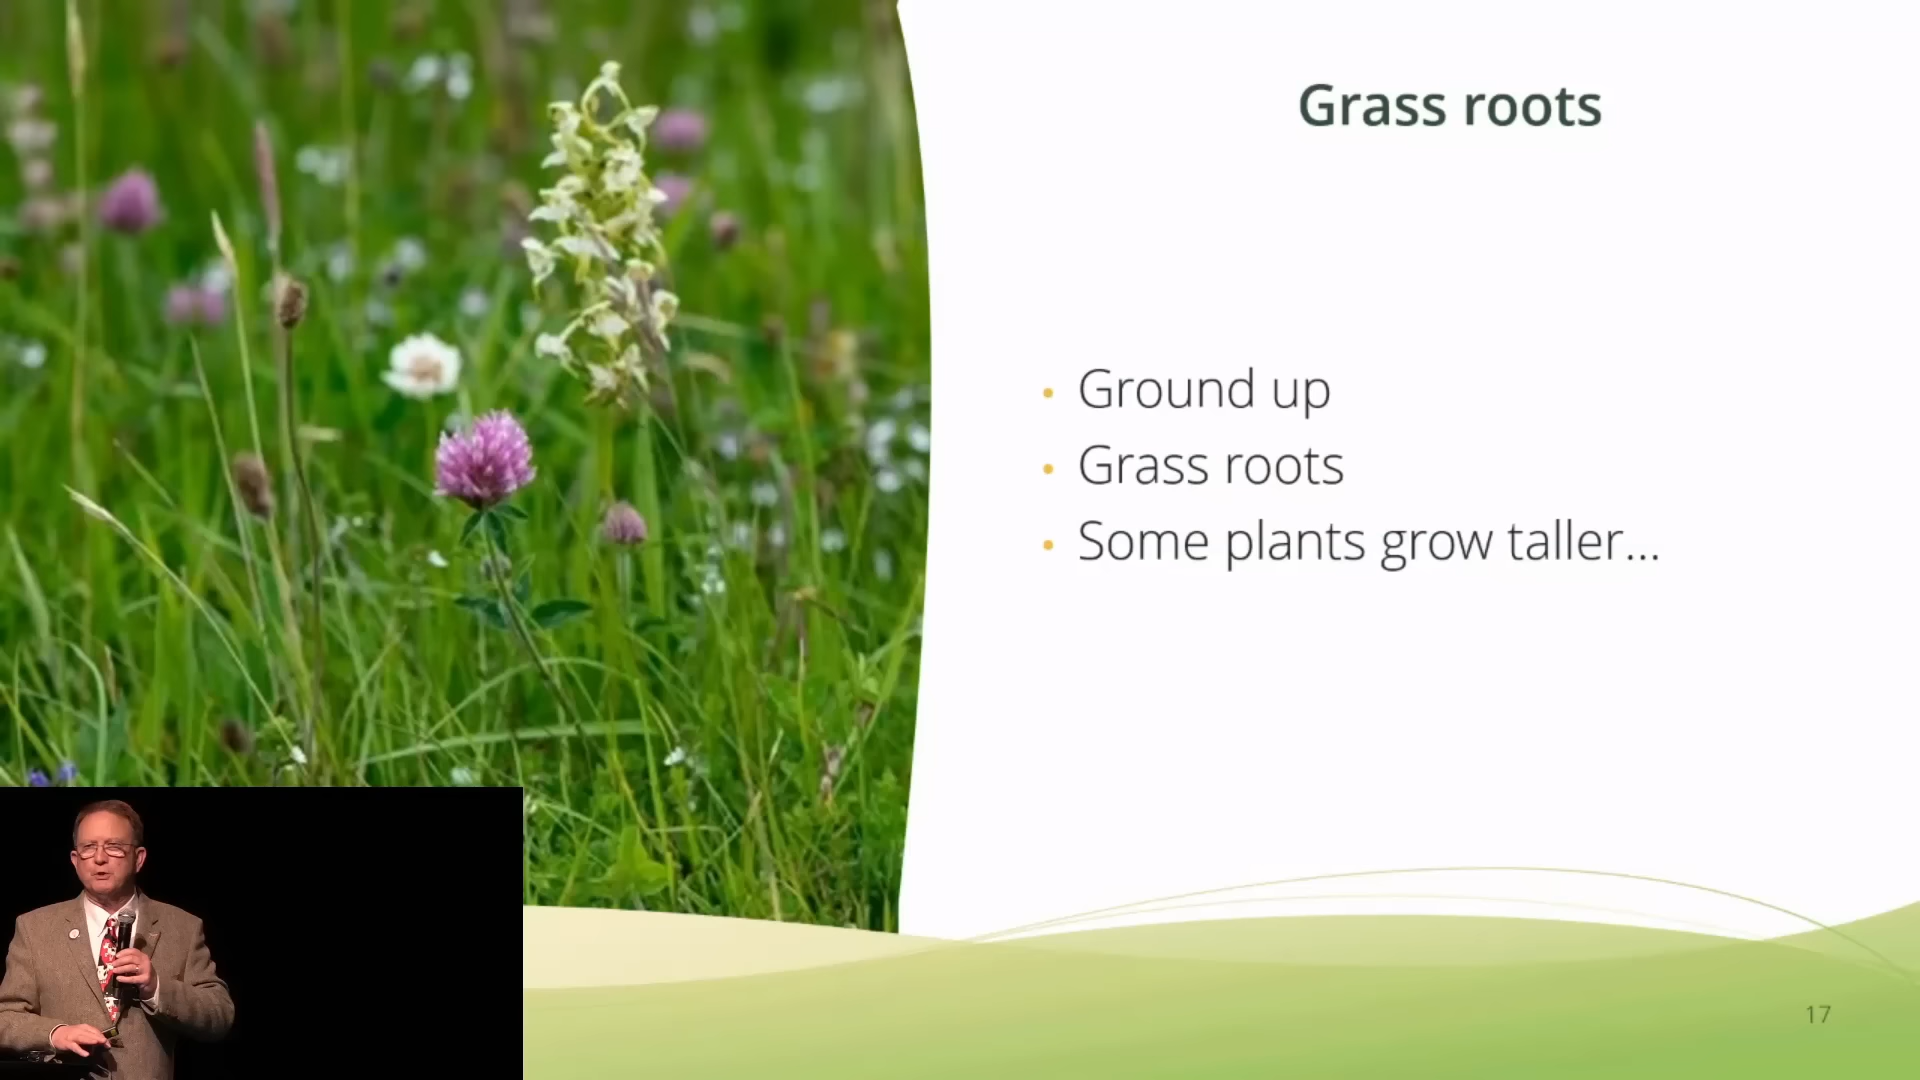 Grass roots
• Ground up
• Grass roots
• Some plants grow taller...
17